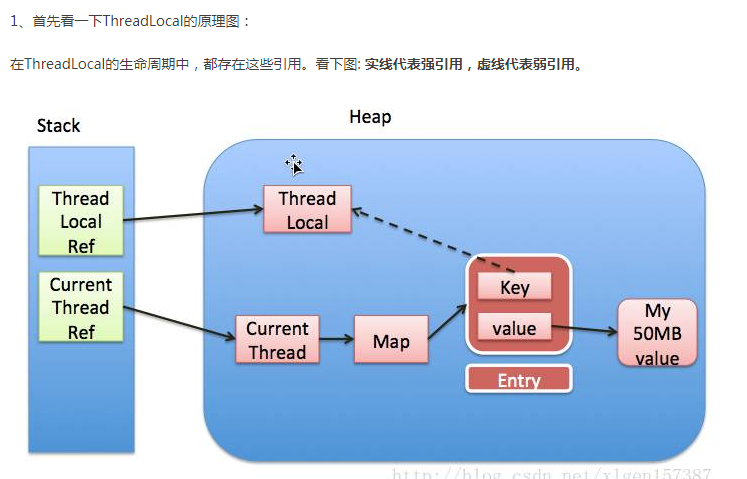 1、首先看一下ThreadLocal的原理图：
在ThreadLocal的生命周期中，都存在这些引用。看下图: 实线代表强引用，虚线代表弱引用。
Stack
Heap
Thread
Local
Ref
Thread
Local
Current
Thread
Ref
Current
Thread
Map
Key
value
Entry
My
50MB
value
http://blog.csdn.net/xlgen157387